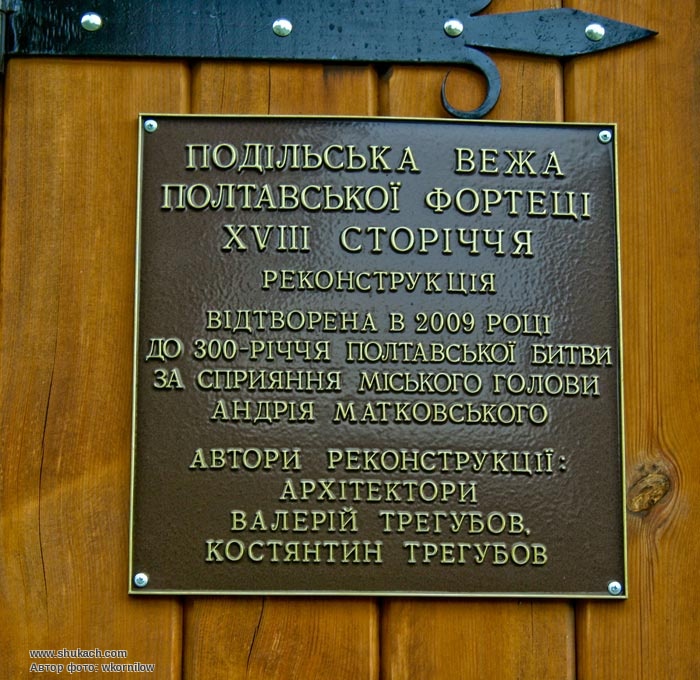 ПОДІЛЬСЬКА ВЕЖА
ПОЛТАВСЬКОЇ ФОРТЕЦІ
XVIII СТОРІЧЧЯ
РЕКОНСТРУКЦІЯ
ВІДТВОРЕНА В 2009 РОЦІ
ДО 300-РІЧЧЯ ПОЛТАВСЬКОЇ БИТВИ
ЗА СПРИЯННЯ МІСЬКОГО ГОЛОВИ
АНДРІЯ МАТКОВСЬКОГО
АВТОРИ РЕКОНСТРУКЦІЇ:
АРХІТЕКТОРИ
ВАЛЕРІЙ ТРЕГУБОВ,
КОСТЯНТИН ТРЕГУБОВ
www.shukach.com
Автор фото: wkornilow